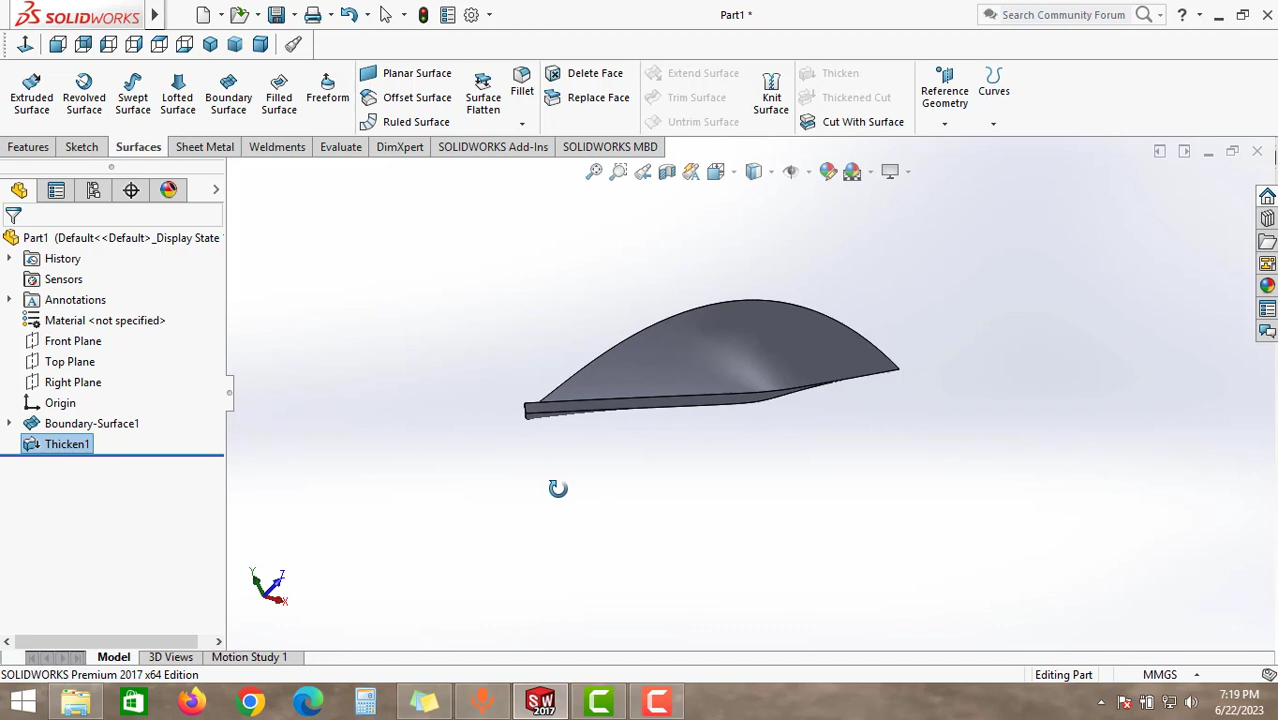 SOLIDWORKS
Part1 *
Search Community Forum
?
Extruded Surface
Revolved Surface
Swept Surface
Lofted Surface
Boundary Surface
Filled Surface
Freeform
Planar Surface
Offset Surface
Ruled Surface
Surface Flatten
Fillet
Delete Face
Replace Face
Extend Surface
Trim Surface
Untrim Surface
Knit Surface
Thicken
Thickened Cut
Cut With Surface
Reference Geometry
Curves
Features
Sketch
Surfaces
Sheet Metal
Weldments
Evaluate
DimXpert
SOLIDWORKS Add-Ins
SOLIDWORKS MBD
Part1 (Default<<Default>_Display State
History
Sensors
Annotations
Material <not specified>
Front Plane
Top Plane
Right Plane
Origin
Boundary-Surface1
Thicken1
Y
Z
X
Model
3D Views
Motion Study 1
SOLIDWORKS Premium 2017 x64 Edition
Editing Part
MMGS
SW
2017
7:19 PM
6/22/2023